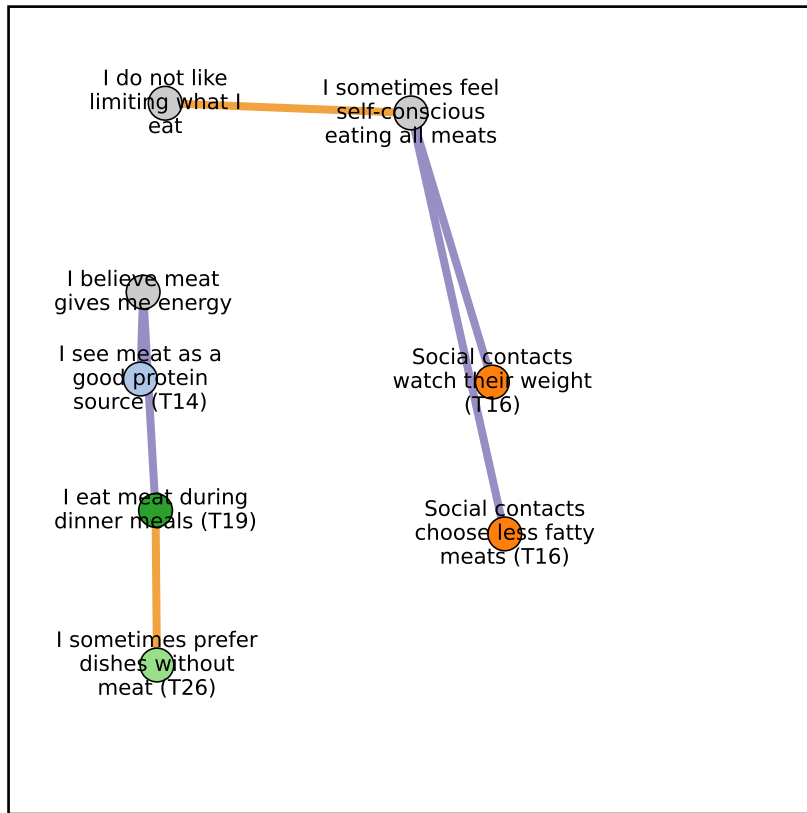 I do not like
limiting what I
eat
I sometimes feel
self-conscious
eating all meats
I believe meat
gives me energy
I see meat as a
good protein
source (T14)
Social contacts
watch their weight
(T16)
I eat meat during
dinner meals (T19)
Social contacts
choose less fatty
meats (T16)
I sometimes prefer
dishes without
meat (T26)